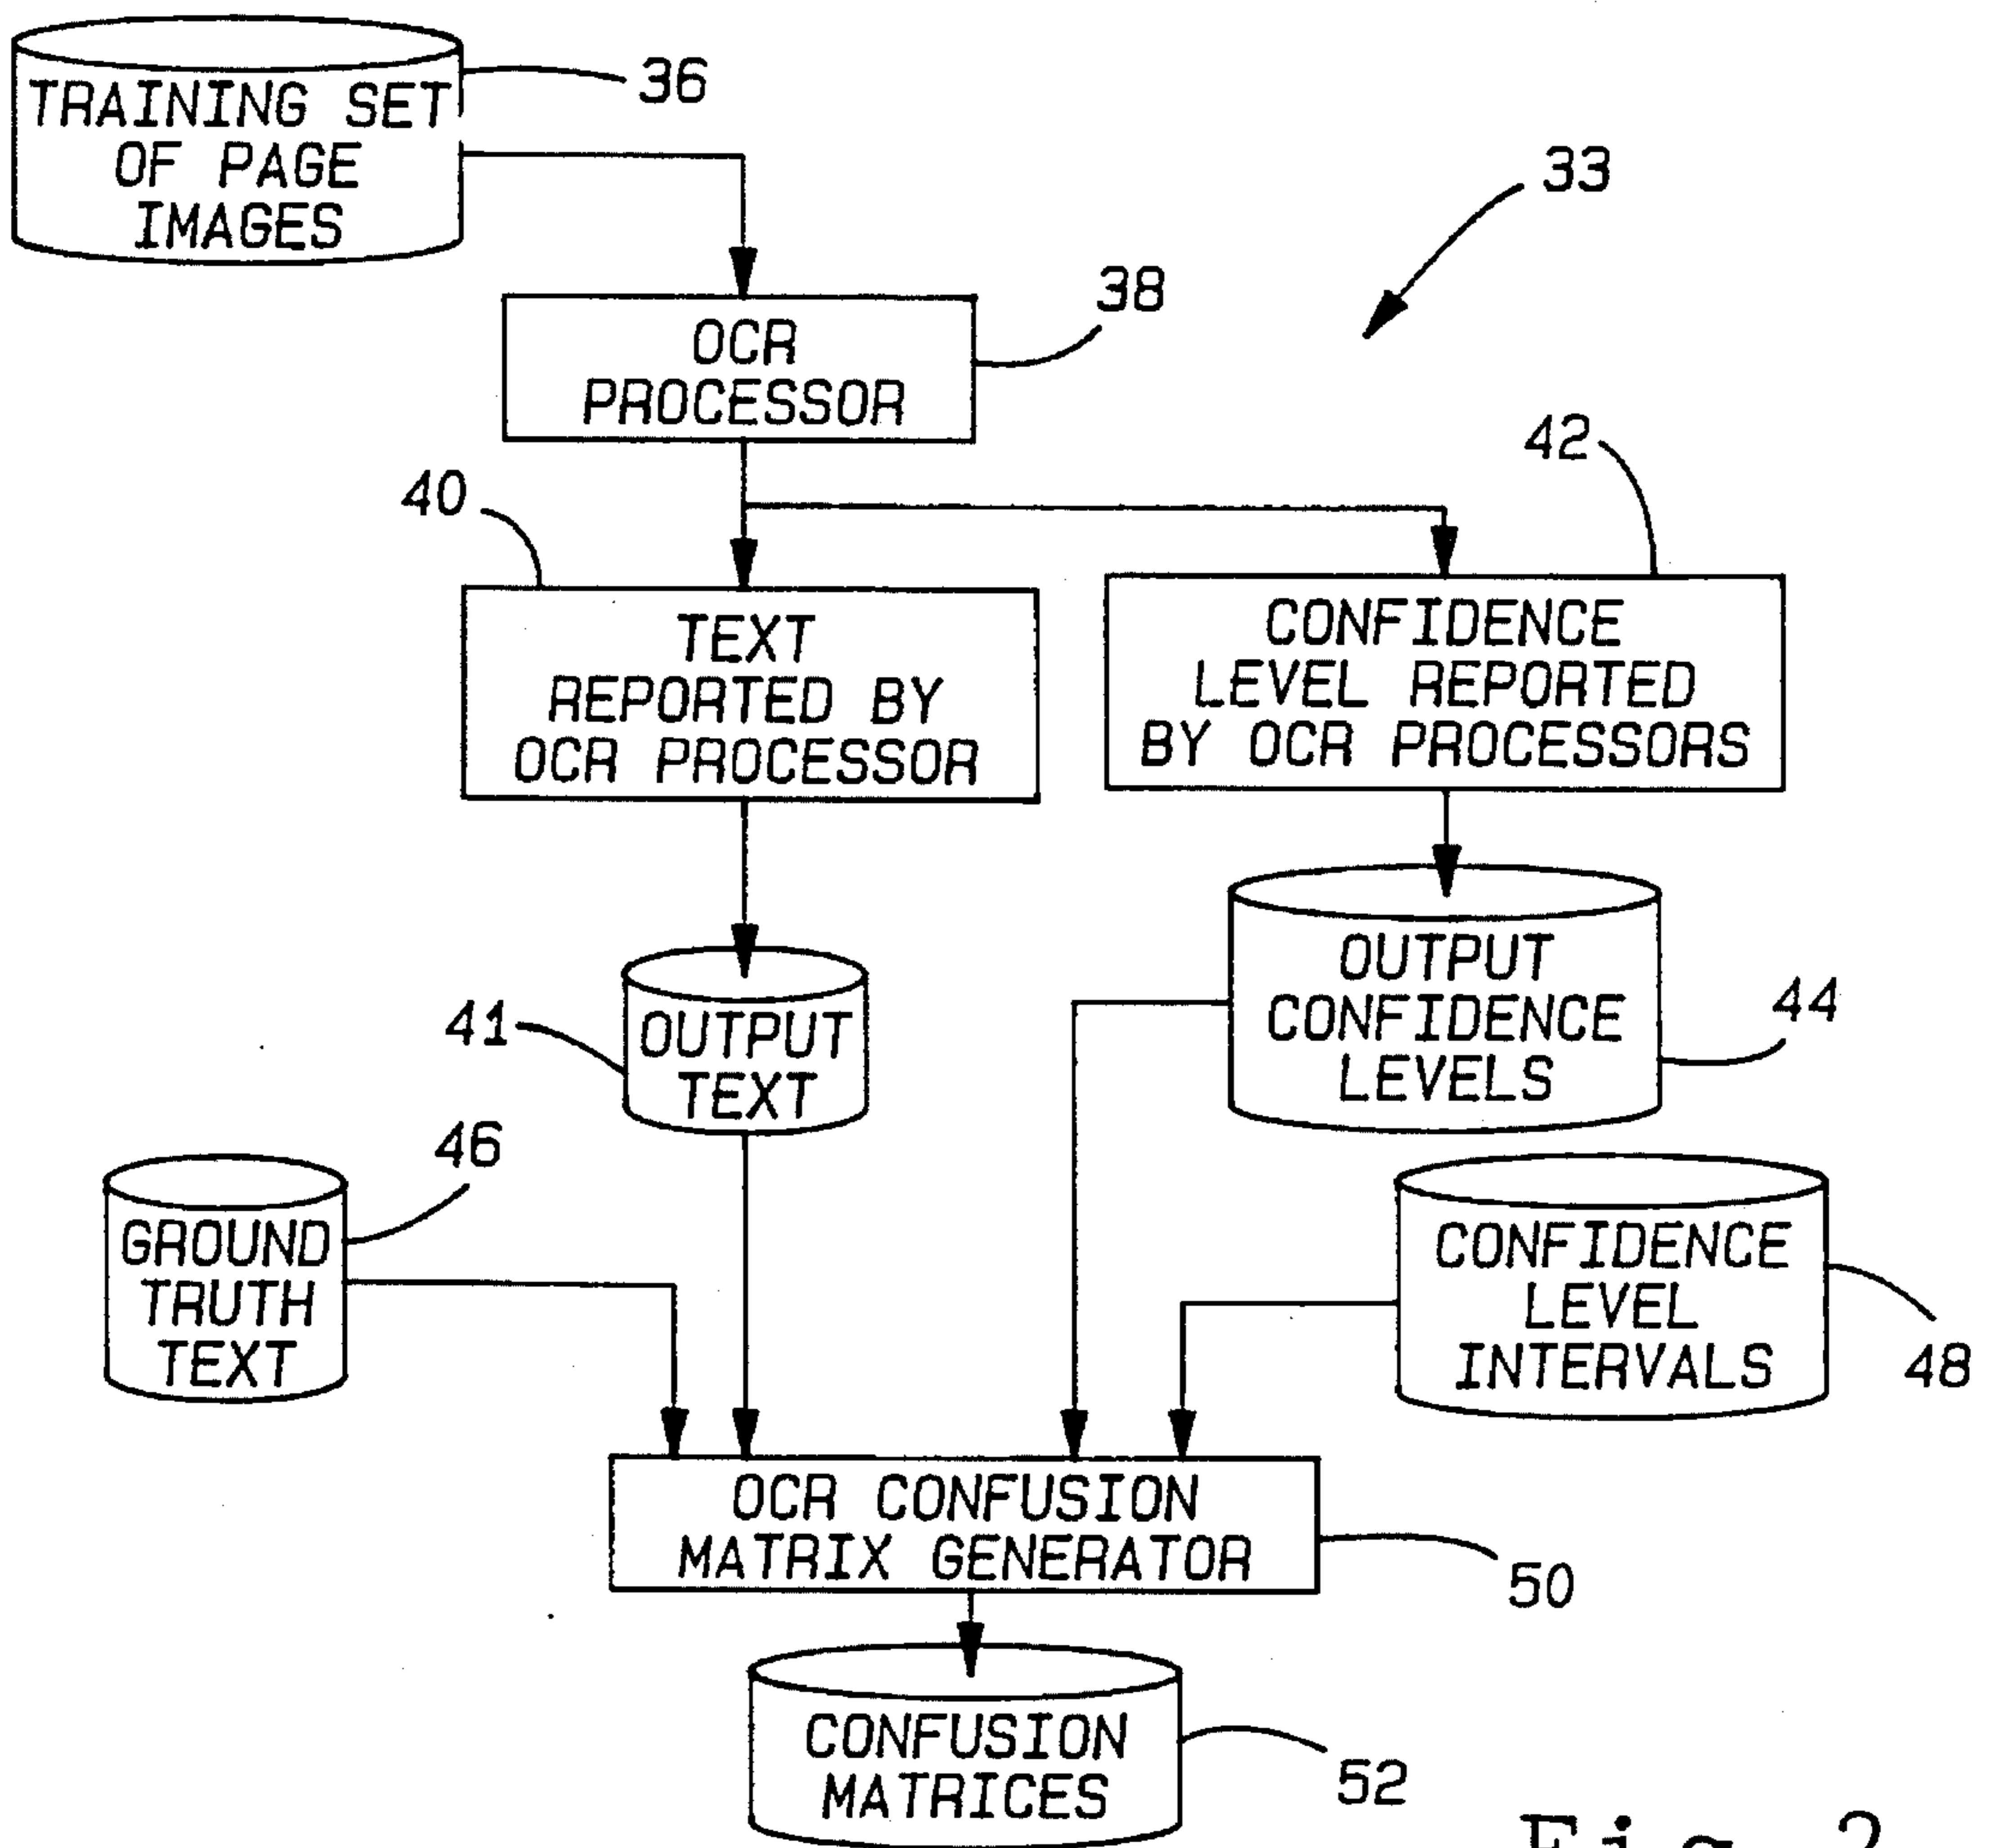 TRAINING SET
OF PAGE
IMAGES
36
33
OCR
PROCESSOR
38
40
42
TEXT
REPORTED BY
OCR PROCESSOR
CONFIDENCE
LEVEL REPORTED
BY OCR PROCESSORS
41
OUTPUT
TEXT
OUTPUT
CONFIDENCE
LEVELS
44
46
GROUND
TRUTH
TEXT
CONFIDENCE
LEVEL
INTERVALS
48
OCR CONFUSION
MATRIX GENERATOR
50
CONFUSION
MATRICES
52
Fig. 2